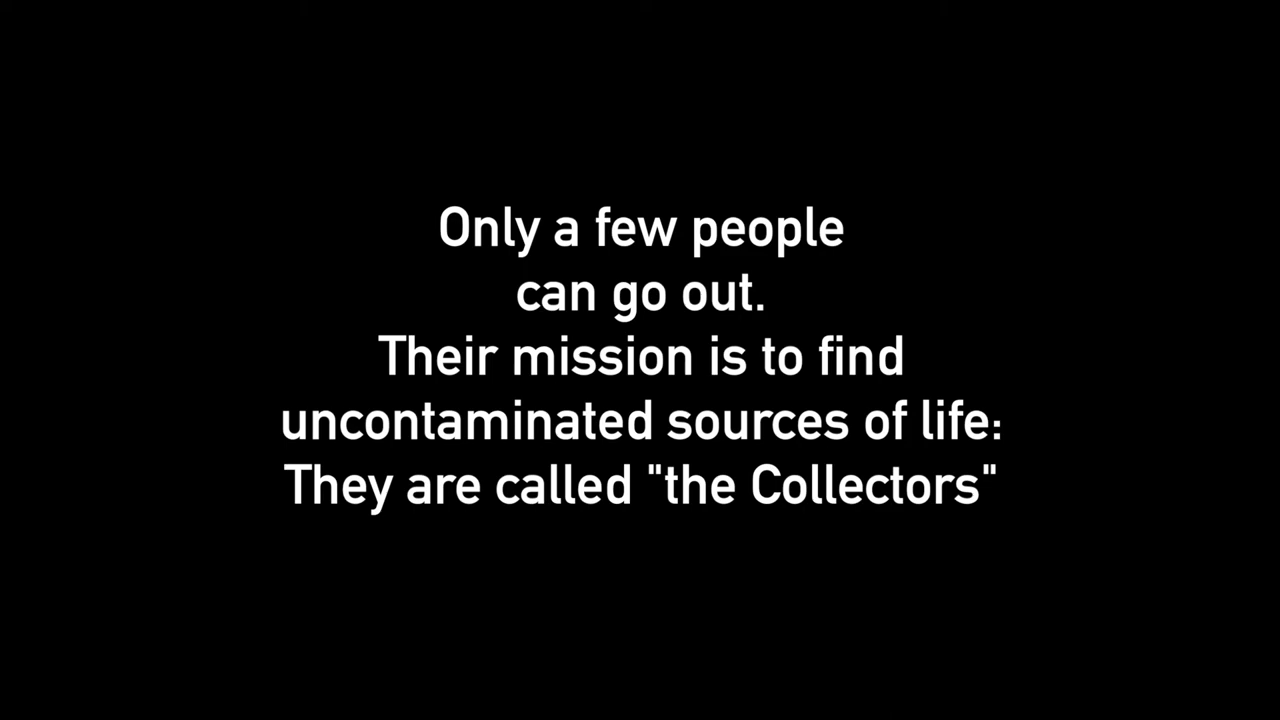 Only a few people
can go out.
Their mission is to find
uncontaminated sources of life:
They are called "the Collectors"